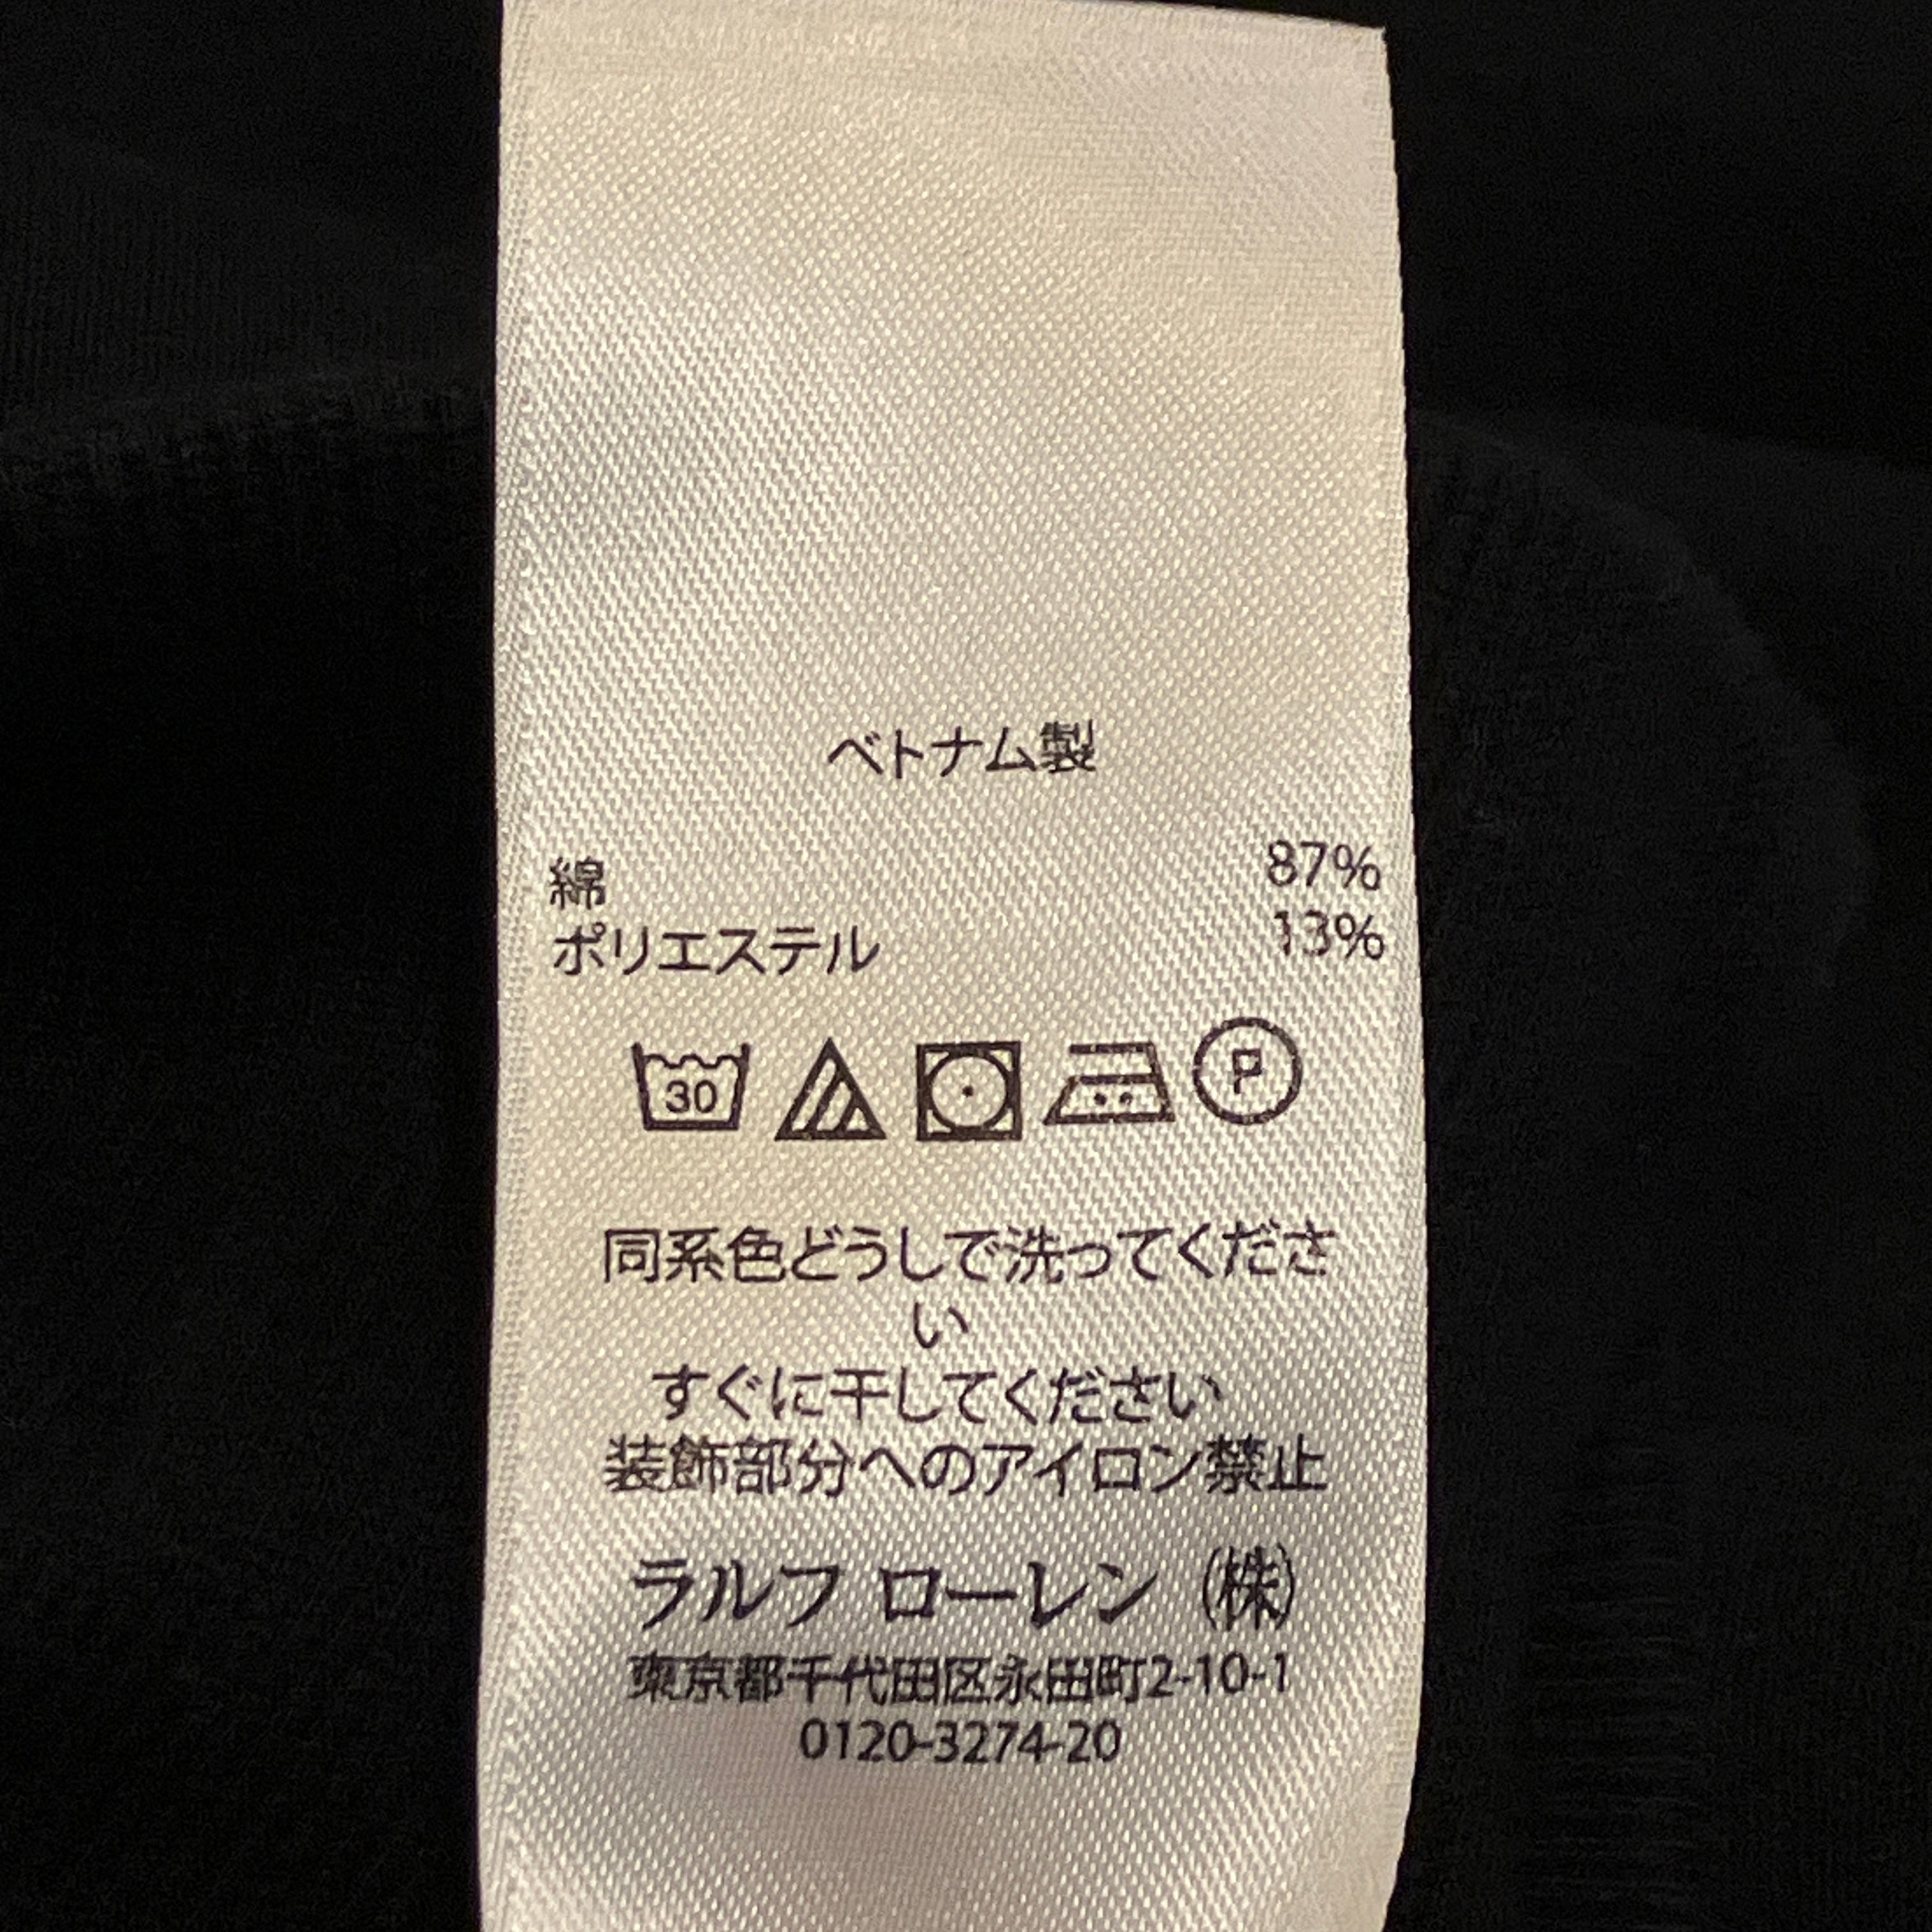 ベトナム製
綿 87%
ポリエステル 13%
30 P
同系色どうしで洗ってくださ
い
すぐに干してください
装飾部分へのアイロン禁止
ラルフ ローレン (株)
東京都千代田区永田町2-10-1
0120-3274-20